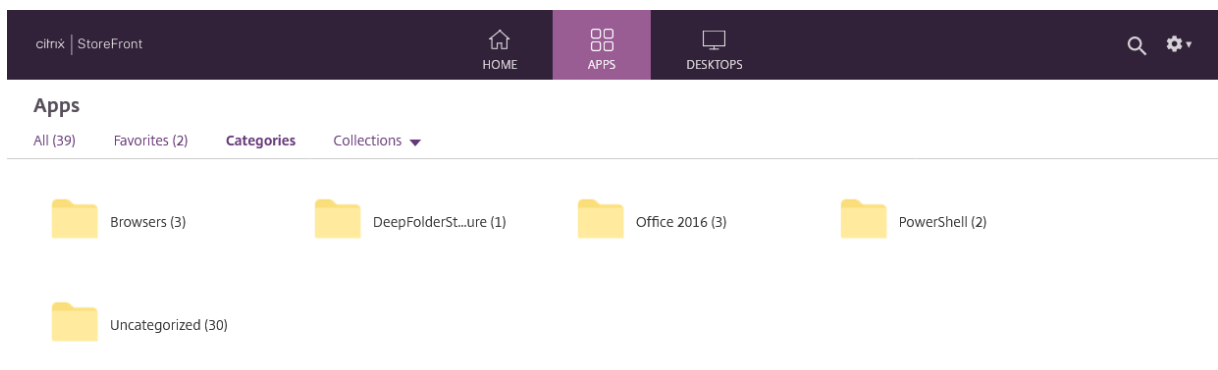 citrix | StoreFront
HOME
APPS
DESKTOPS
Apps
All (39) Favorites (2) Categories Collections
Browsers (3) DeepFolderSt...ure (1) Office 2016 (3) PowerShell (2)
Uncategorized (30)